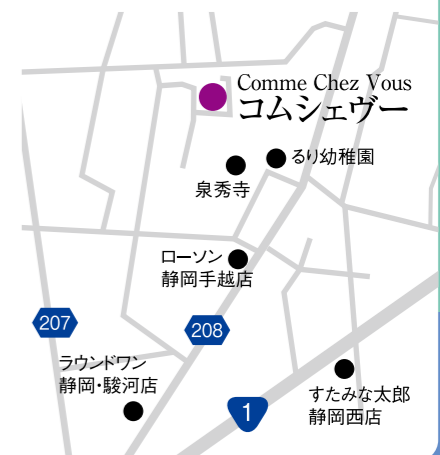 Comme Chez Vous
コムシェヴー
るり幼稚園
泉秀寺
ローソン
静岡手越店
207
208
ラウンドワン
静岡・駿河店
すたみな太郎
静岡西店
1